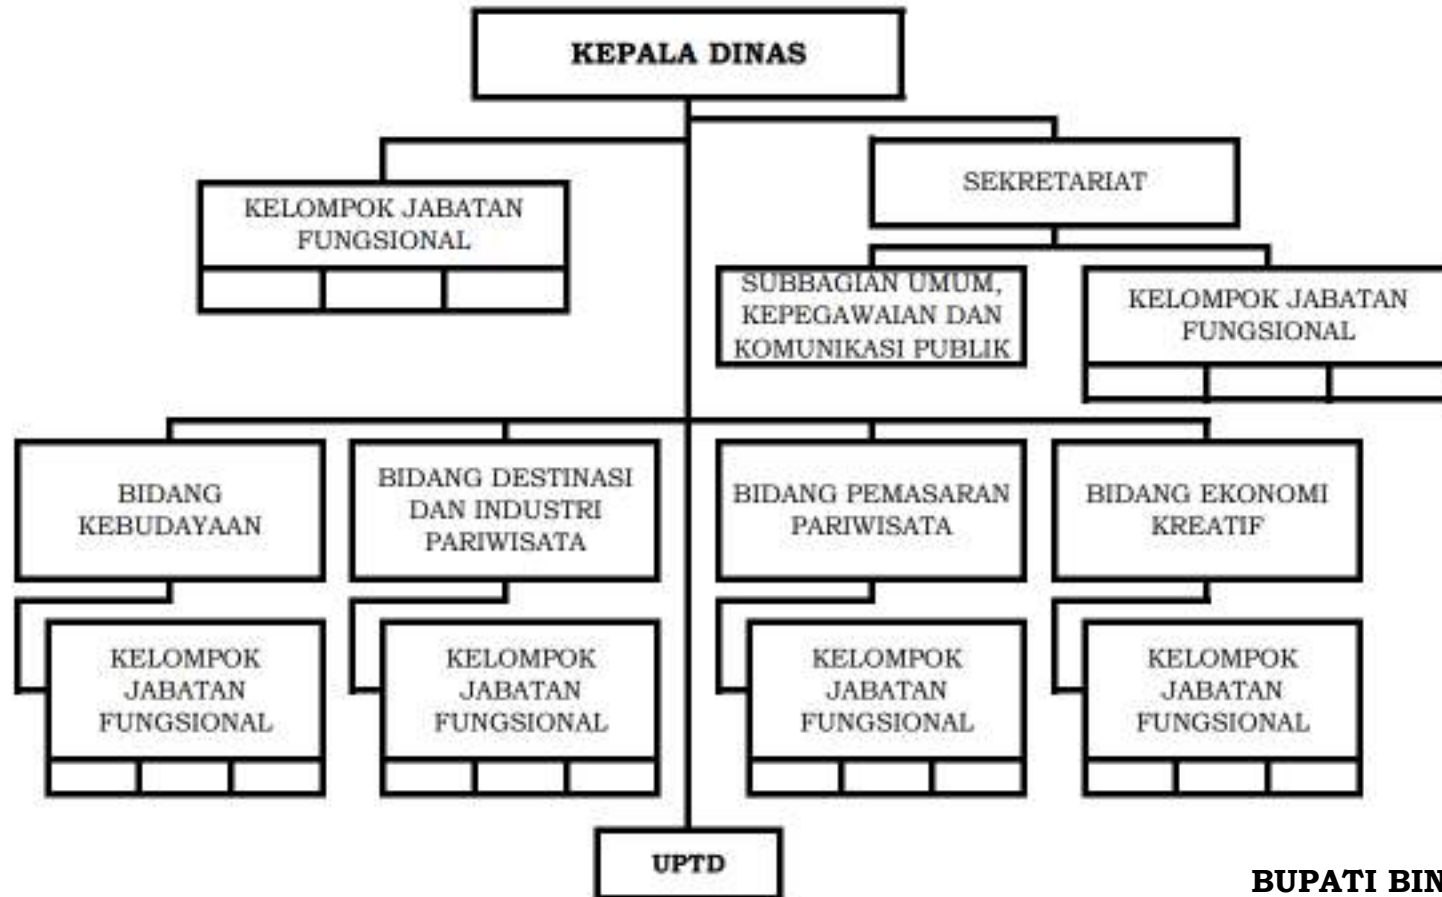 KEPALA DINAS
SEKRETARIAT
KELOMPOK JABATAN
FUNGSIONAL
SUBBAGIAN UMUM,
KEPEGAWAIAN DAN
KOMUNIKASI PUBLIK
KELOMPOK JABATAN
FUNGSIONAL
BIDANG
KEBUDAYAAN
BIDANG DESTINASI
DAN INDUSTRI
PARIWISATA
BIDANG PEMASARAN
PARIWISATA
BIDANG EKONOMI
KREATIF
KELOMPOK
JABATAN
FUNGSIONAL
KELOMPOK
JABATAN
FUNGSIONAL
KELOMPOK
JABATAN
FUNGSIONAL
KELOMPOK
JABATAN
FUNGSIONAL
UPTD
BUPATI BIN